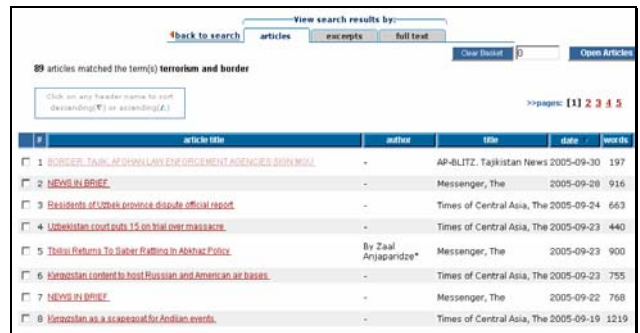 View search results by:
back to search articles excerpts full text
Clear Basket 0 Open Articles
89 articles matched the term(s) terrorism and border
Click on any header name to sort
descending(∇) or ascending(Δ)
>>pages: [1] 2 3 4 5
# article title author title date words
1 BORDER. TAJIK, AFGHAN LAW ENFORCEMENT AGENCIES SIGN MOU - AP-BLITZ. Tajikistan News 2005-09-30 197
2 NEWS IN BRIEF - Messenger, The 2005-09-28 916
3 Residents of Uzbek province dispute official report - Times of Central Asia, The 2005-09-24 663
4 Uzbekistan court puts 15 on trial over massacre - Times of Central Asia, The 2005-09-23 440
5 Tbilisi Returns To Saber Rattling In Abkhaz Policy By Zaal Anjaparidze* Messenger, The 2005-09-23 900
6 Kyrgyzstan content to host Russian and American air bases - Times of Central Asia, The 2005-09-23 755
7 NEWS IN BRIEF - Messenger, The 2005-09-22 768
8 Kyrgyzstan as a scapegoat for Andijan events - Times of Central Asia, The 2005-09-19 1219